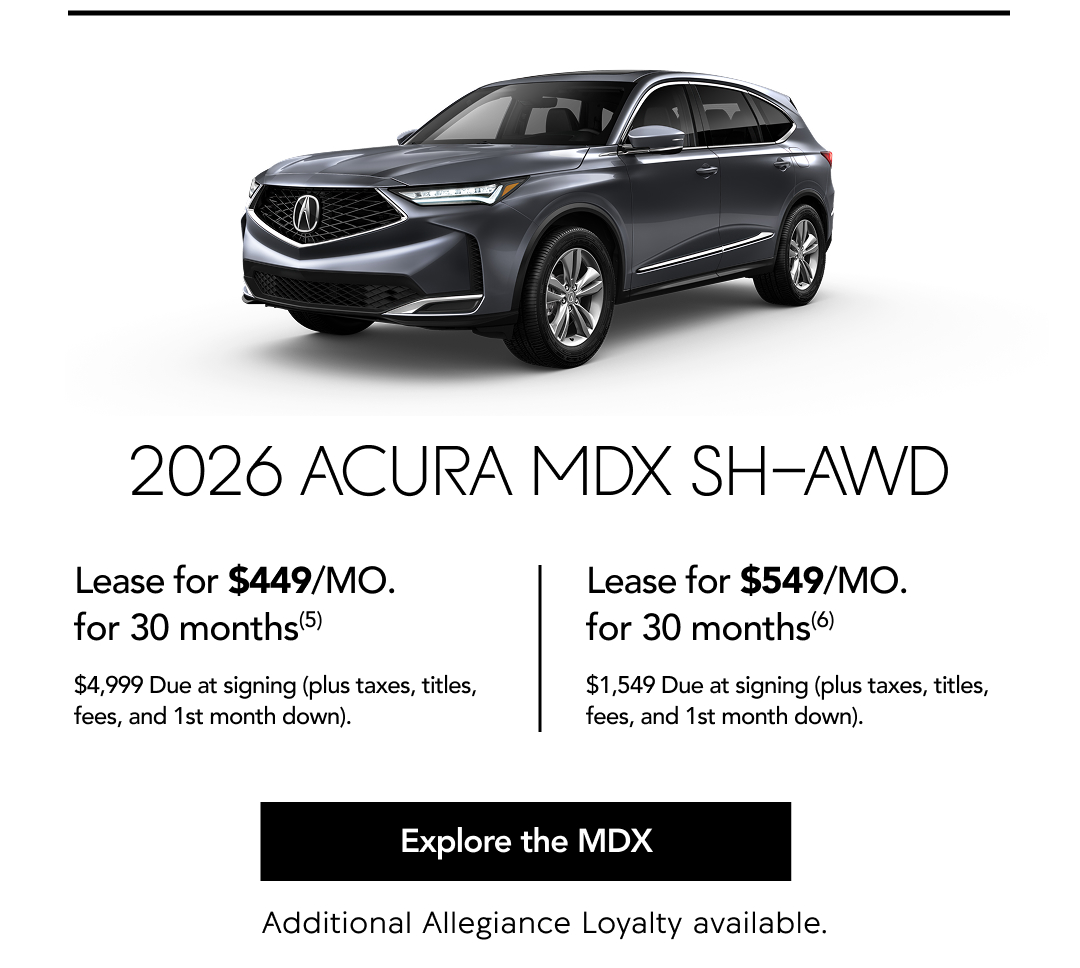 2026 ACURA MDX SH-AWD
Lease for $449/MO.
for 30 months(5)
$4,999 Due at signing (plus taxes, titles,
fees, and 1st month down).
Lease for $549/MO.
for 30 months(6)
$1,549 Due at signing (plus taxes, titles,
fees, and 1st month down).
Explore the MDX
Additional Allegiance Loyalty available.